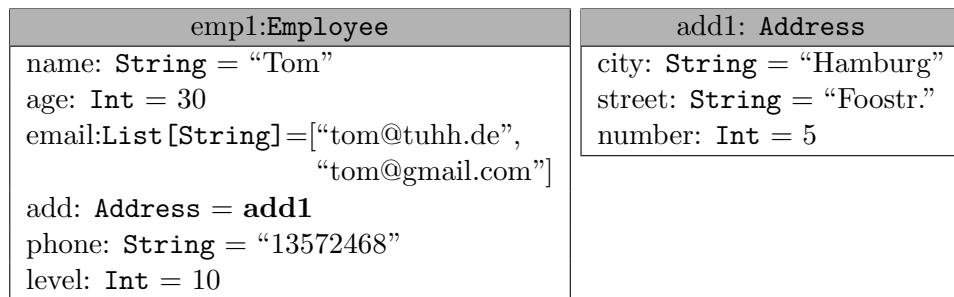 emp1:Employee
name: String = “Tom”
age: Int = 30
email:List[String]=[“tom@tuhh.de”,
“tom@gmail.com”]
add: Address = add1
phone: String = “13572468”
level: Int = 10
add1: Address
city: String = “Hamburg”
street: String = “Foostr.”
number: Int = 5